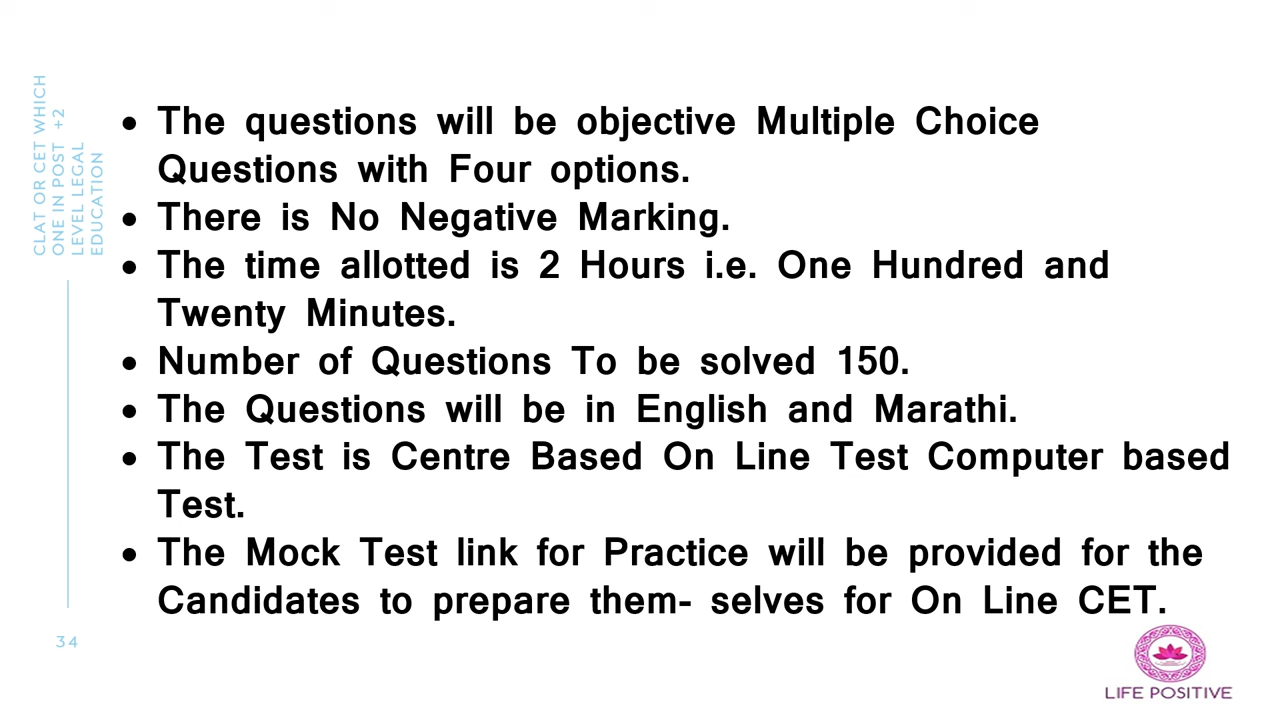 CLAT OR CET WHICH
ONE IN POST +2
LEVEL LEGAL
EDUCATION
• The questions will be objective Multiple Choice
Questions with Four options.
• There is No Negative Marking.
• The time allotted is 2 Hours i.e. One Hundred and
Twenty Minutes.
• Number of Questions To be solved 150.
• The Questions will be in English and Marathi.
• The Test is Centre Based On Line Test Computer based
Test.
• The Mock Test link for Practice will be provided for the
Candidates to prepare them- selves for On Line CET.
34
LIFE POSITIVE